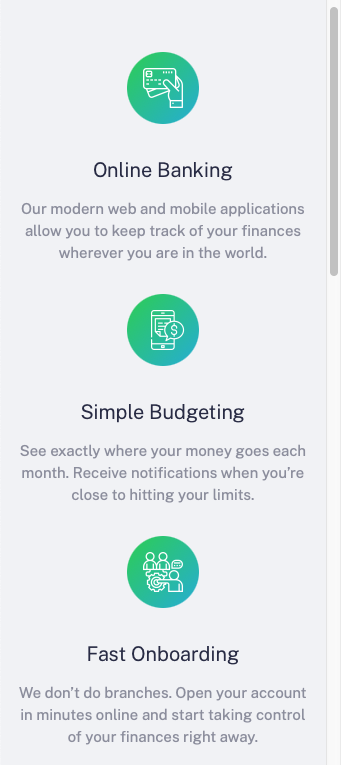 Online Banking
Our modern web and mobile applications
allow you to keep track of your finances
wherever you are in the world.
Simple Budgeting
See exactly where your money goes each
month. Receive notifications when you’re
close to hitting your limits.
Fast Onboarding
We don’t do branches. Open your account
in minutes online and start taking control
of your finances right away.